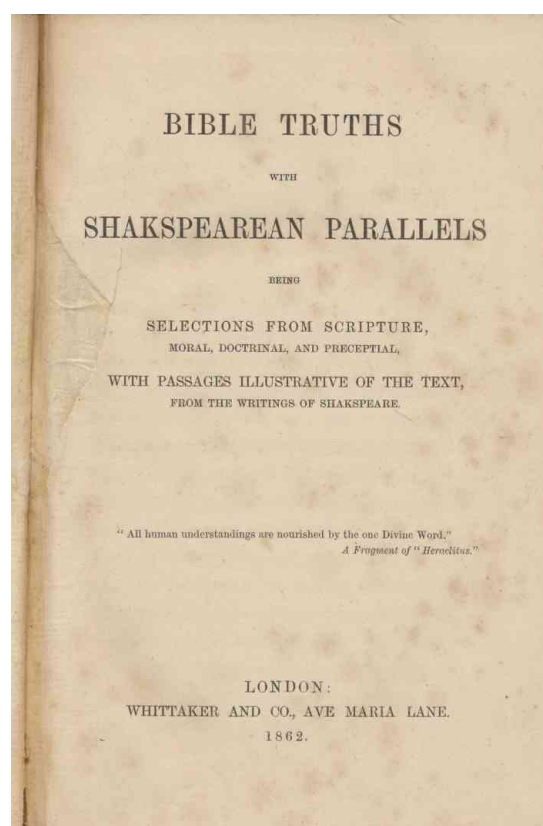 BIBLE TRUTHS
WITH
SHAKSPEAREAN PARALLELS
BEING
SELECTIONS FROM SCRIPTURE,
MORAL, DOCTRINAL, AND PRECEPTIAL,
WITH PASSAGES ILLUSTRATIVE OF THE TEXT,
FROM THE WRITINGS OF SHAKSPEARE.
"All human understandings are nourished by the one Divine Word."
A Fragment of "Heraclitus."
LONDON:
WHITTAKER AND CO., AVE MARIA LANE.
1862.